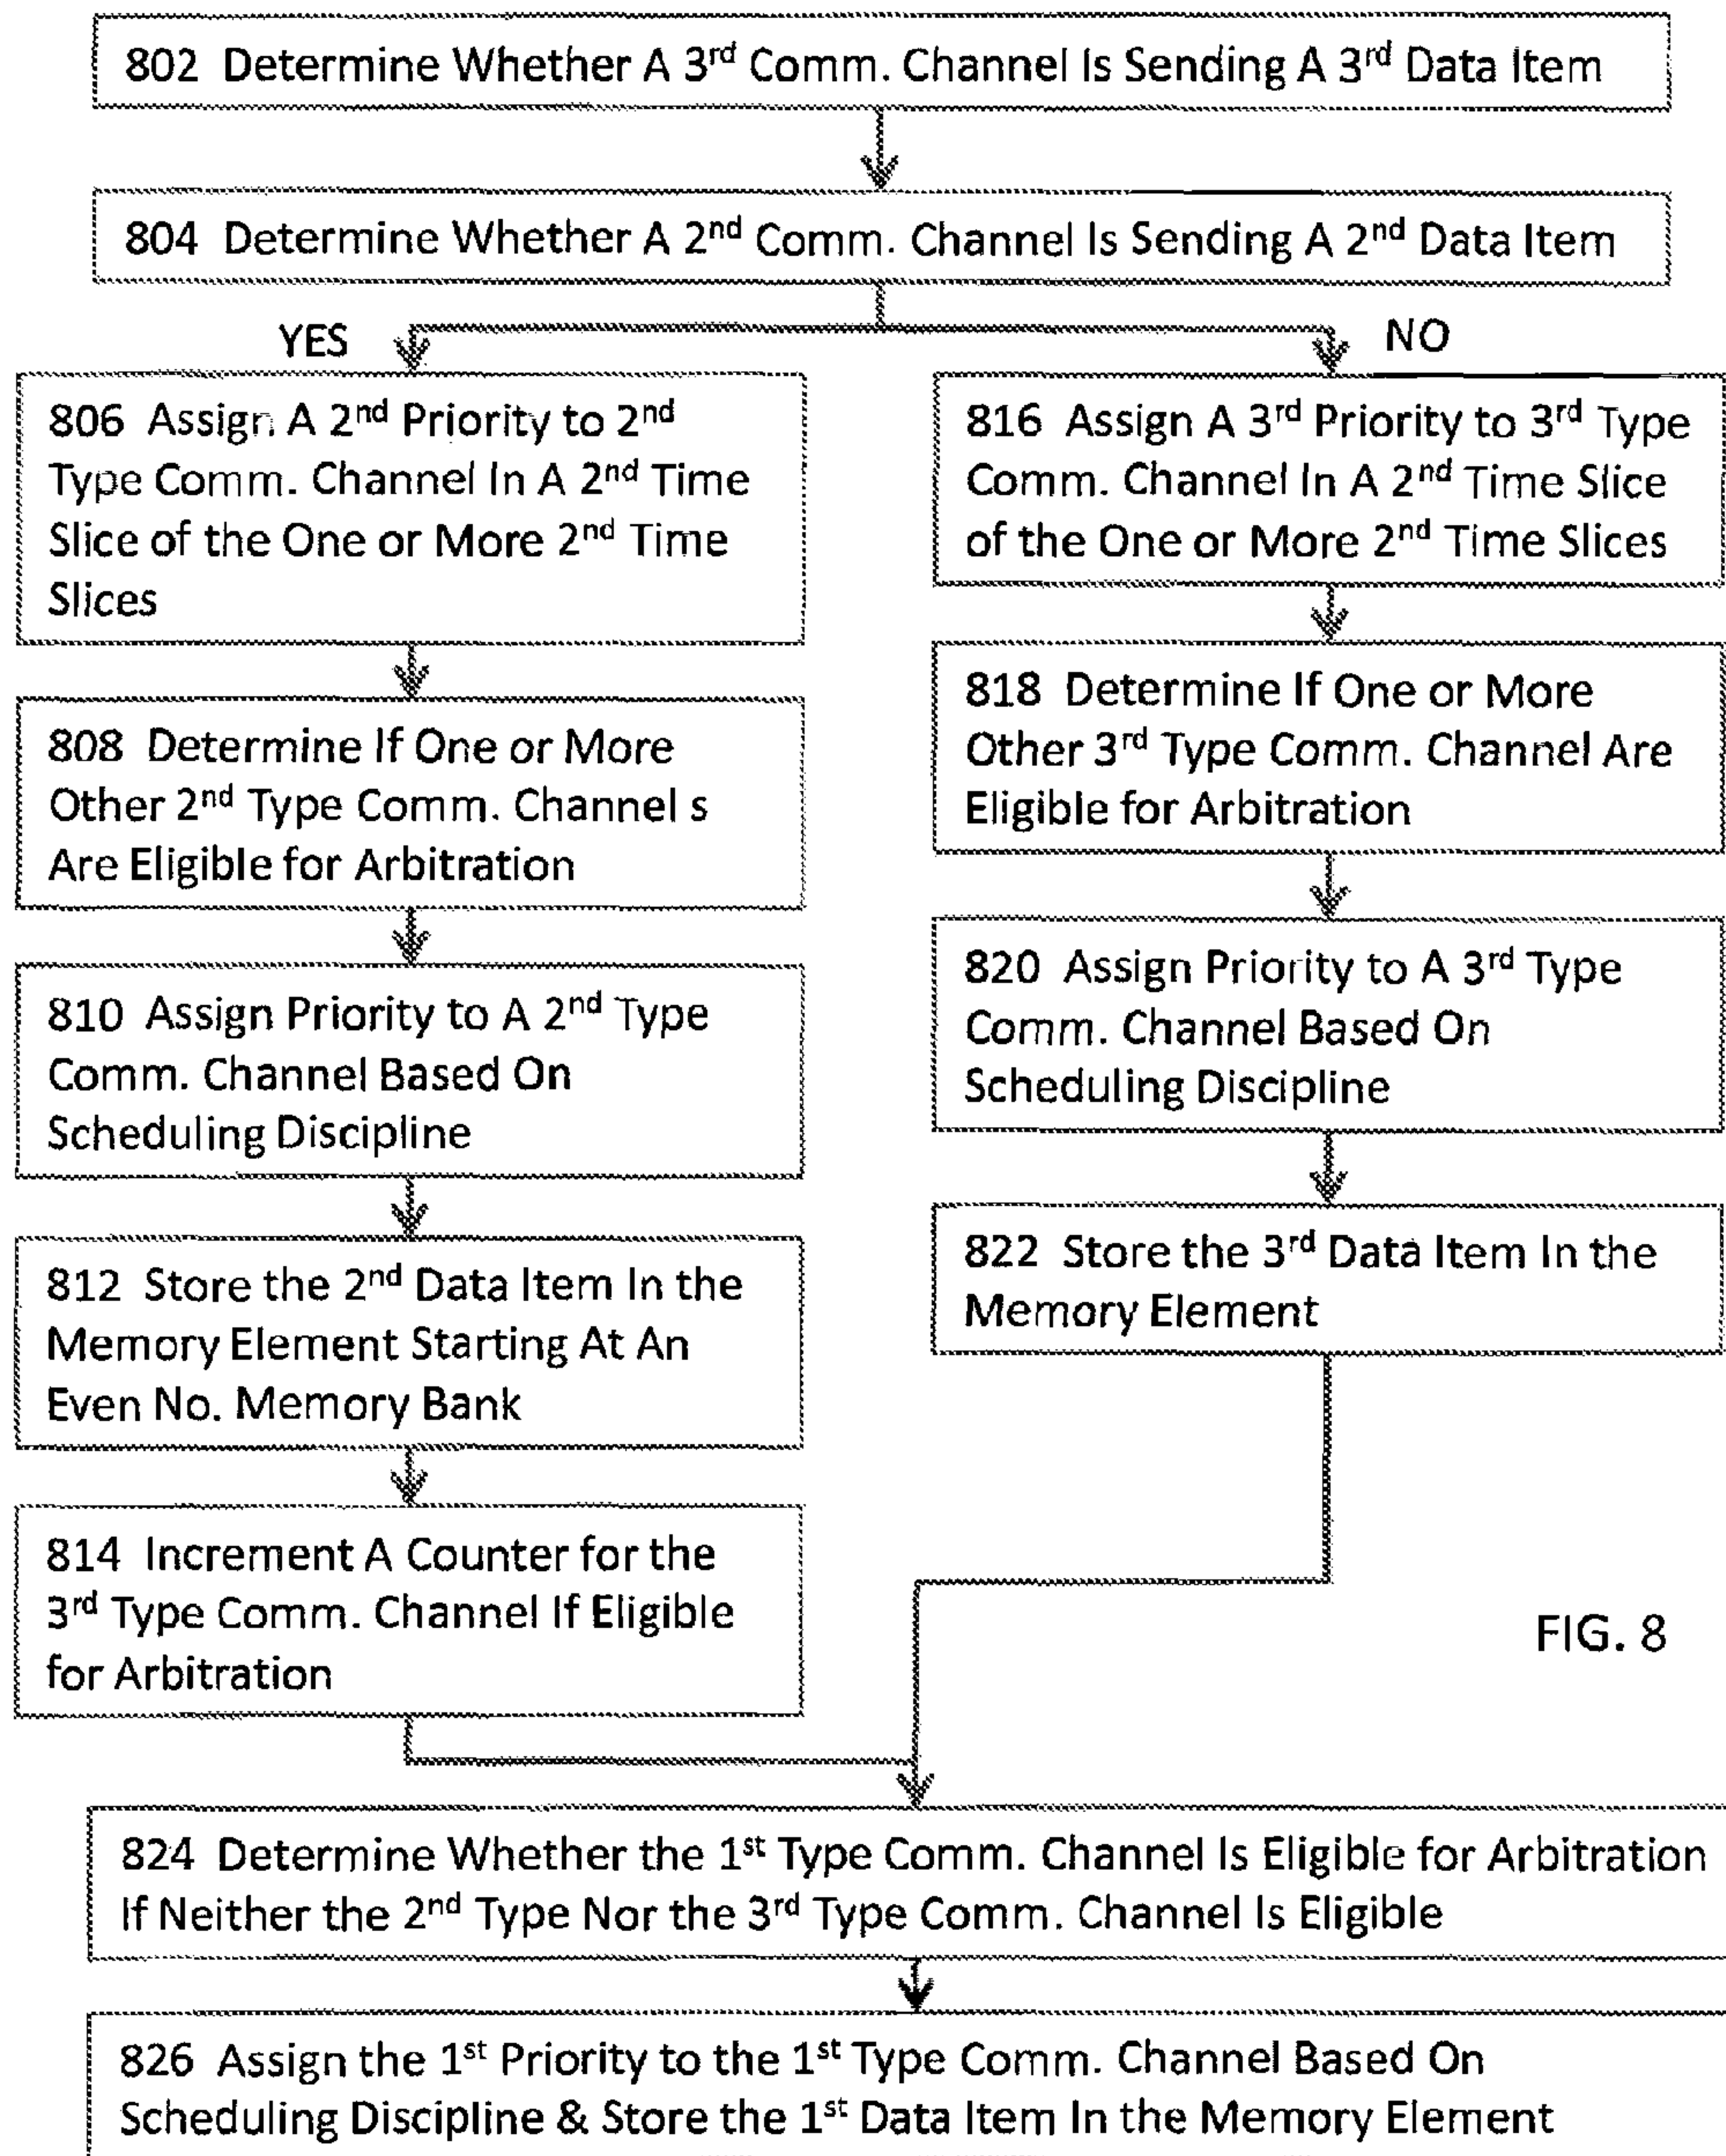 802 Determine Whether A 3rd Comm. Channel Is Sending A 3rd Data Item
804 Determine Whether A 2nd Comm. Channel Is Sending A 2nd Data Item
YES
NO
806 Assign A 2nd Priority to 2nd
Type Comm. Channel In A 2nd Time
Slice of the One or More 2nd Time
Slices
808 Determine If One or More
Other 2nd Type Comm. Channel s
Are Eligible for Arbitration
810 Assign Priority to A 2nd Type
Comm. Channel Based On
Scheduling Discipline
812 Store the 2nd Data Item In the
Memory Element Starting At An
Even No. Memory Bank
814 Increment A Counter for the
3rd Type Comm. Channel If Eligible
for Arbitration
816 Assign A 3rd Priority to 3rd Type
Comm. Channel In A 2nd Time Slice
of the One or More 2nd Time Slices
818 Determine If One or More
Other 3rd Type Comm. Channel Are
Eligible for Arbitration
820 Assign Priority to A 3rd Type
Comm. Channel Based On
Scheduling Discipline
822 Store the 3rd Data Item In the
Memory Element
FIG. 8
824 Determine Whether the 1st Type Comm. Channel Is Eligible for Arbitration
If Neither the 2nd Type Nor the 3rd Type Comm. Channel Is Eligible
826 Assign the 1st Priority to the 1st Type Comm. Channel Based On
Scheduling Discipline & Store the 1st Data Item In the Memory Element